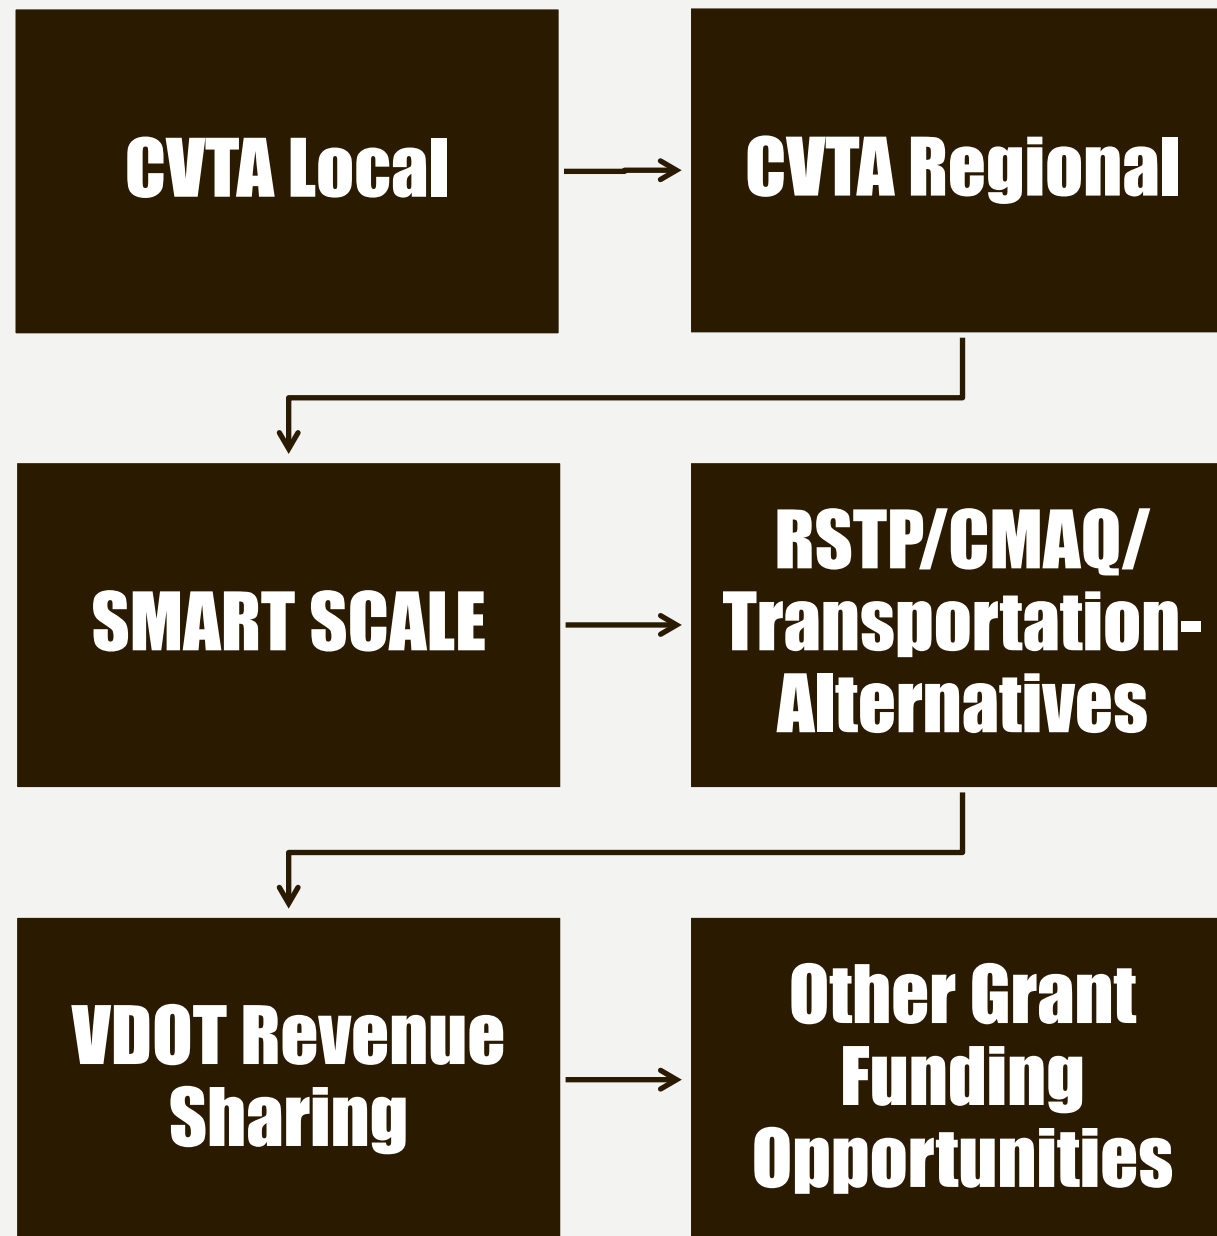 CVTA Local
CVTA Regional
SMART SCALE
RSTP/CMAQ/
Transportation-
Alternatives
VDOT Revenue
Sharing
Other Grant
Funding
Opportunities